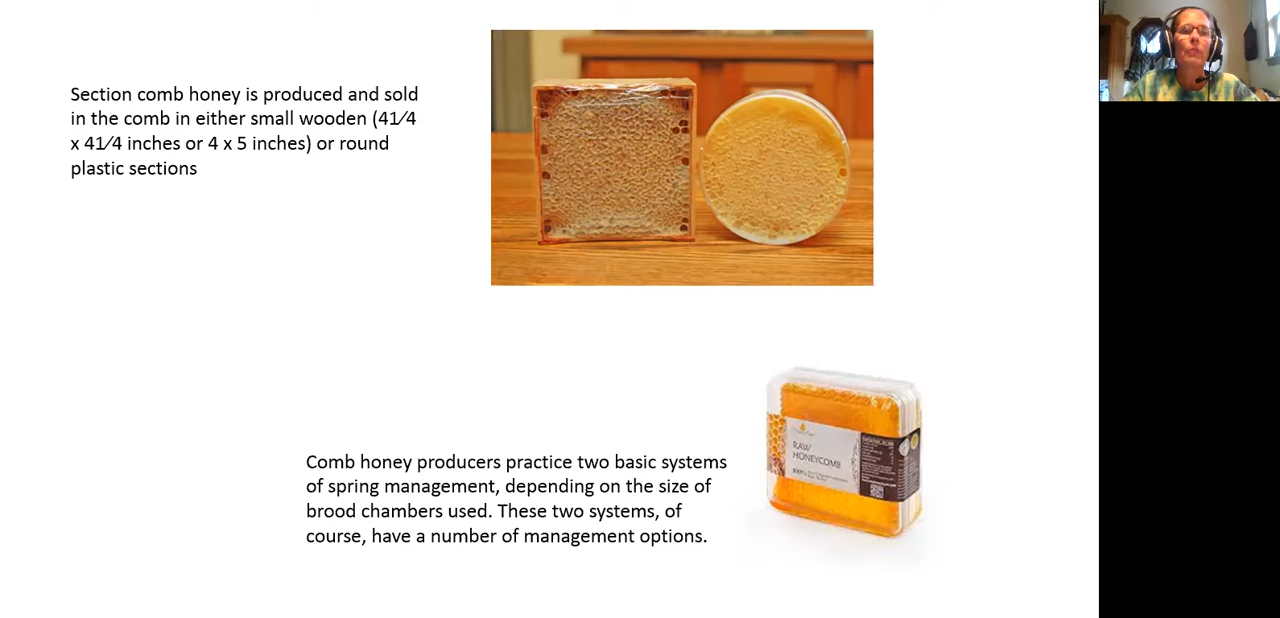 Section comb honey is produced and sold
in the comb in either small wooden (41⁄4
x 41⁄4 inches or 4 x 5 inches) or round
plastic sections
RAW
HONEYCOMB
Comb honey producers practice two basic systems
of spring management, depending on the size of
brood chambers used. These two systems, of
course, have a number of management options.